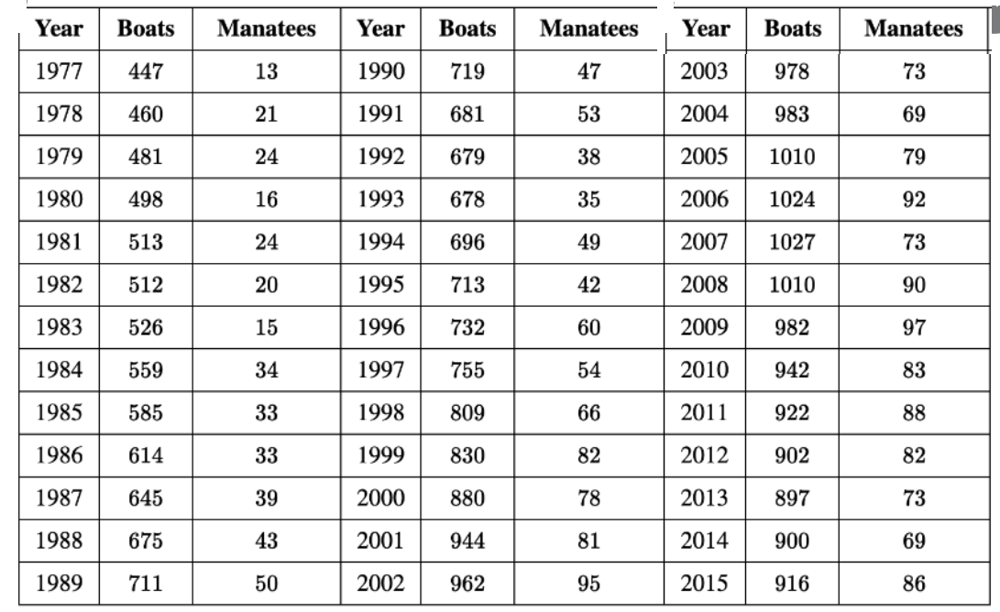 Year Boats Manatees Year Boats Manatees Year Boats Manatees
1977 447 13 1990 719 47 2003 978 73
1978 460 21 1991 681 53 2004 983 69
1979 481 24 1992 679 38 2005 1010 79
1980 498 16 1993 678 35 2006 1024 92
1981 513 24 1994 696 49 2007 1027 73
1982 512 20 1995 713 42 2008 1010 90
1983 526 15 1996 732 60 2009 982 97
1984 559 34 1997 755 54 2010 942 83
1985 585 33 1998 809 66 2011 922 88
1986 614 33 1999 830 82 2012 902 82
1987 645 39 2000 880 78 2013 897 73
1988 675 43 2001 944 81 2014 900 69
1989 711 50 2002 962 95 2015 916 86